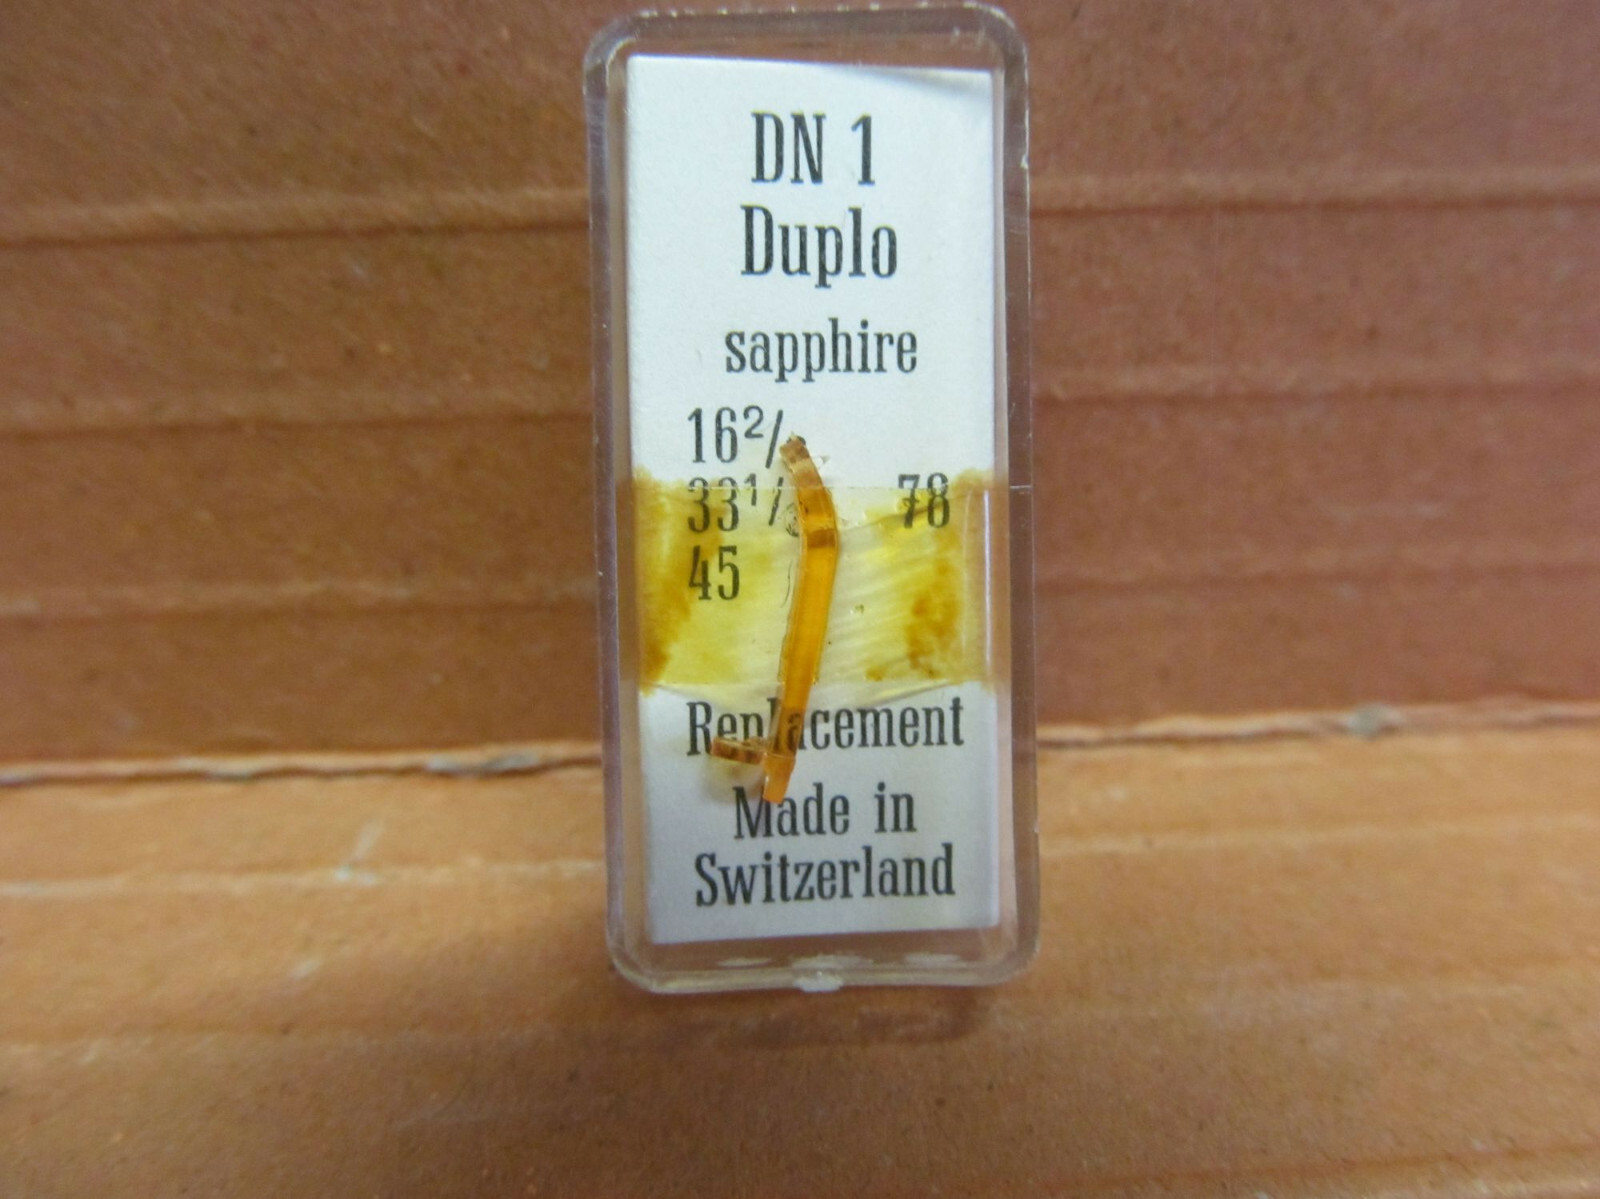 DN 1
Duplo
sapphire
16²/
33¹/ 78
45
Replacement
Made in
Switzerland